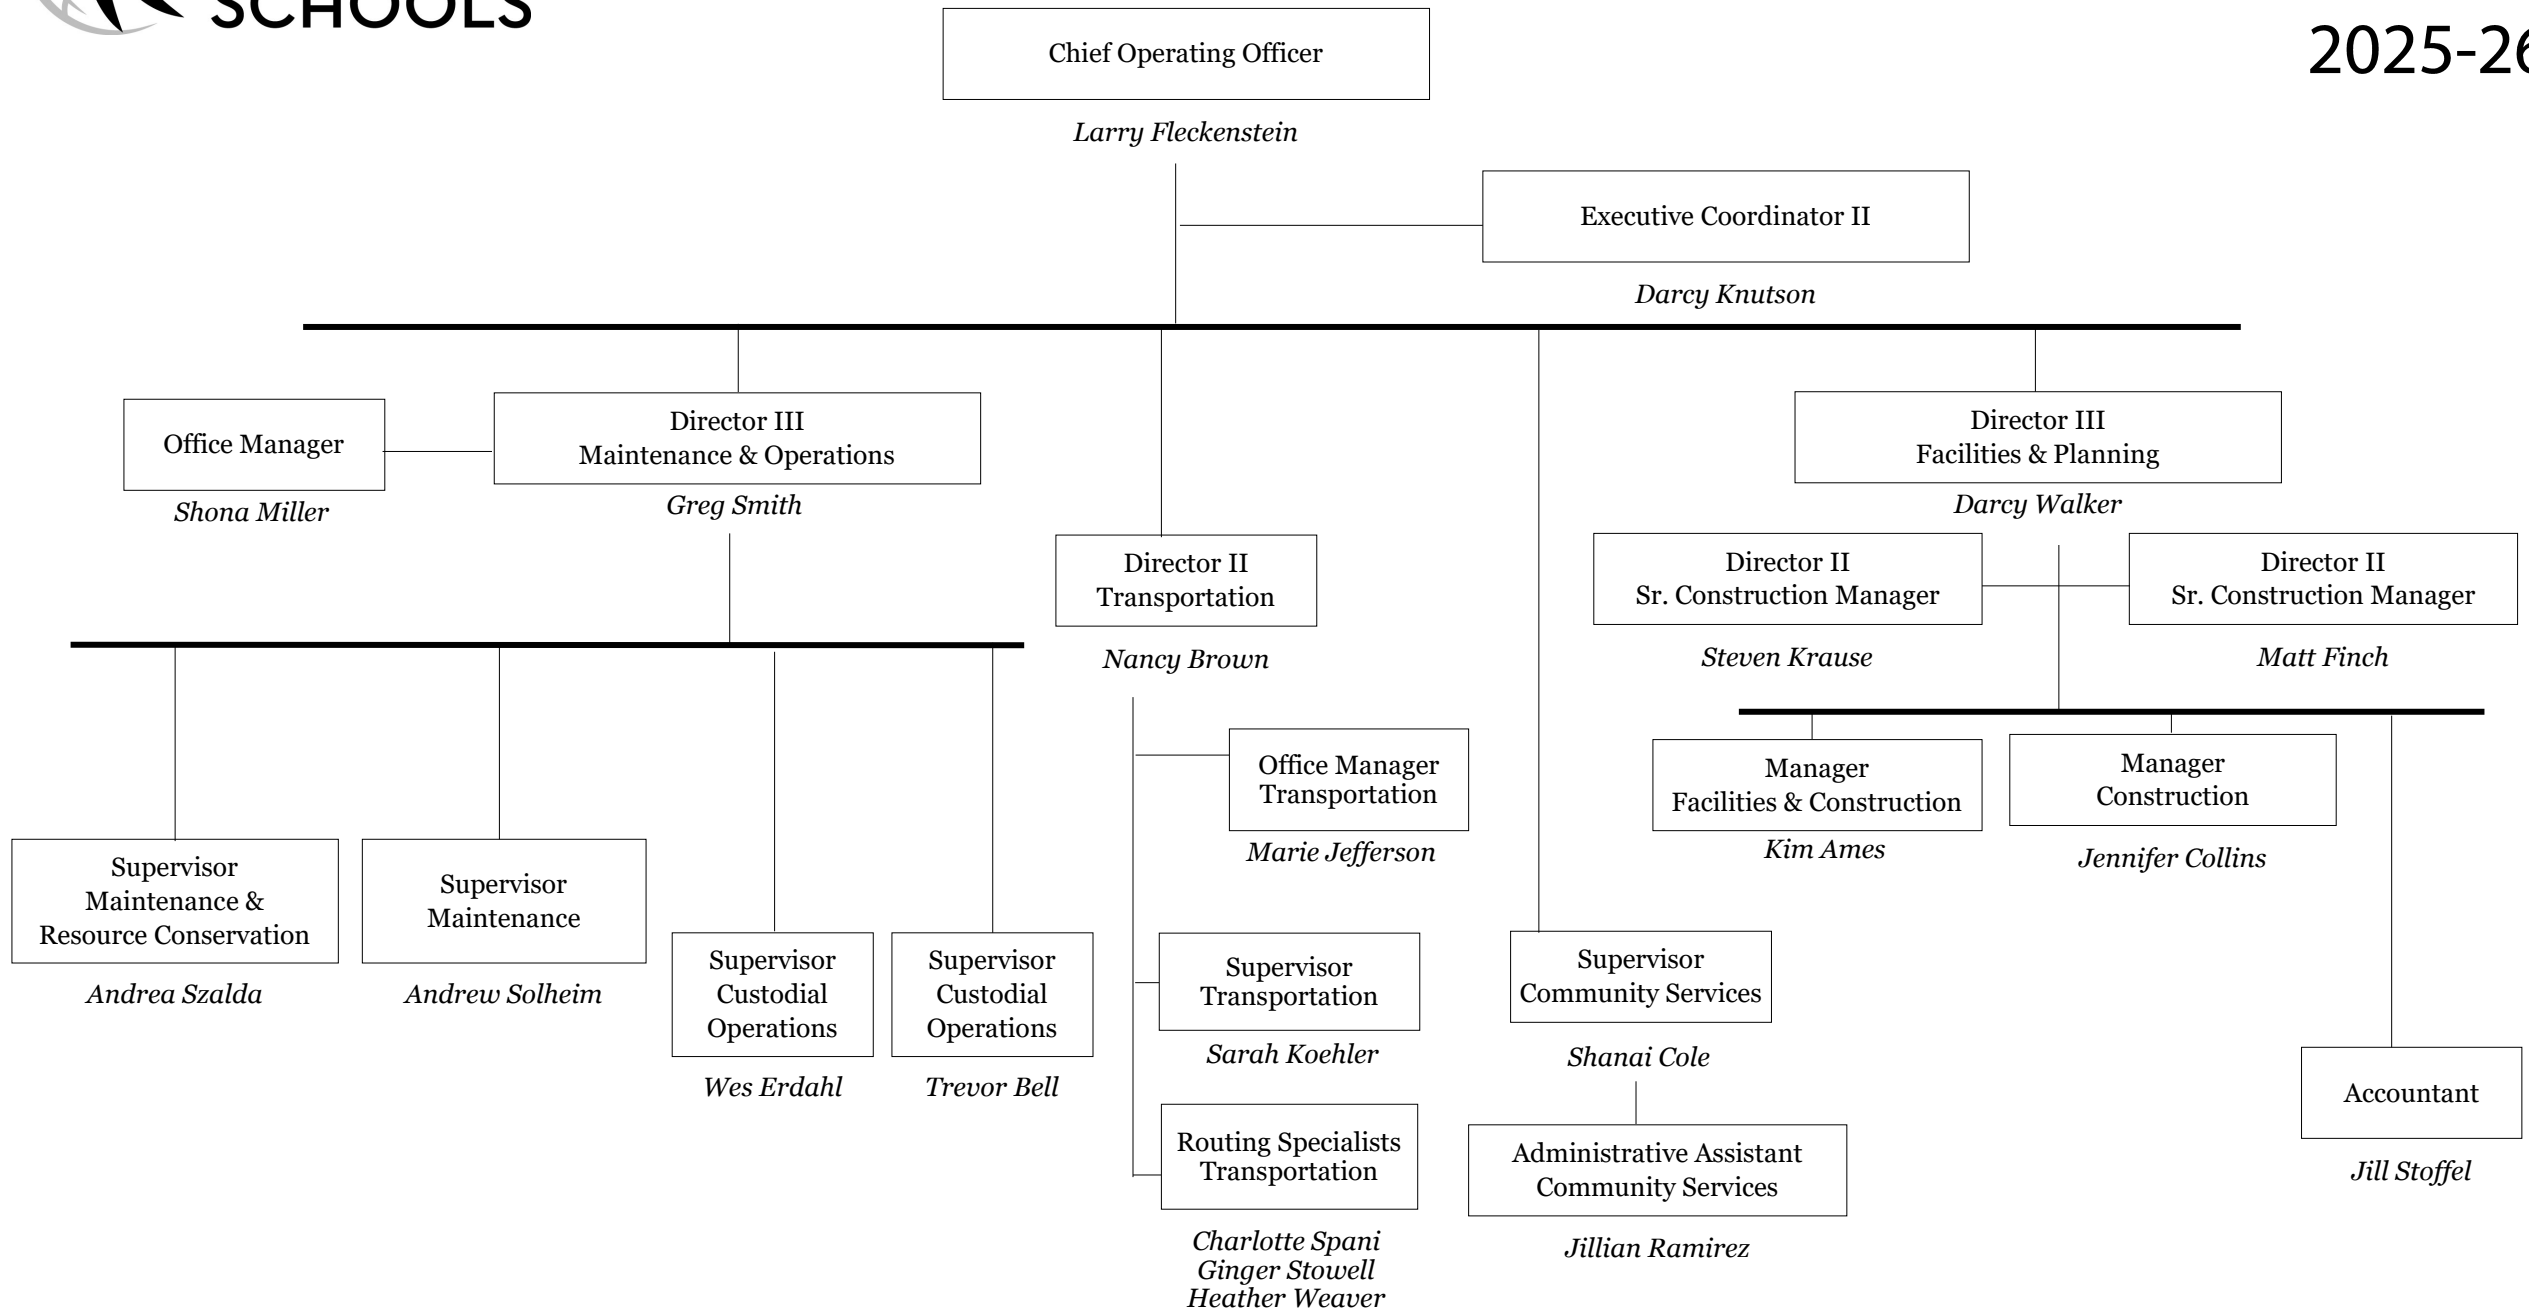 SCHOOLS
2025-26
Chief Operating Officer
Larry Fleckenstein
Executive Coordinator II
Darcy Knutson
Office Manager
Shona Miller
Director III
Maintenance & Operations
Greg Smith
Director III
Facilities & Planning
Darcy Walker
Director II
Transportation
Nancy Brown
Director II
Sr. Construction Manager
Steven Krause
Director II
Sr. Construction Manager
Matt Finch
Office Manager
Transportation
Marie Jefferson
Manager
Facilities & Construction
Kim Ames
Manager
Construction
Jennifer Collins
Supervisor
Maintenance &
Resource Conservation
Andrea Szalda
Supervisor
Maintenance
Andrew Solheim
Supervisor
Custodial
Operations
Wes Erdahl
Supervisor
Custodial
Operations
Trevor Bell
Supervisor
Transportation
Sarah Koehler
Supervisor
Community Services
Shanai Cole
Accountant
Jill Stoffel
Routing Specialists
Transportation
Charlotte Spani
Ginger Stowell
Heather Weaver
Administrative Assistant
Community Services
Jillian Ramirez